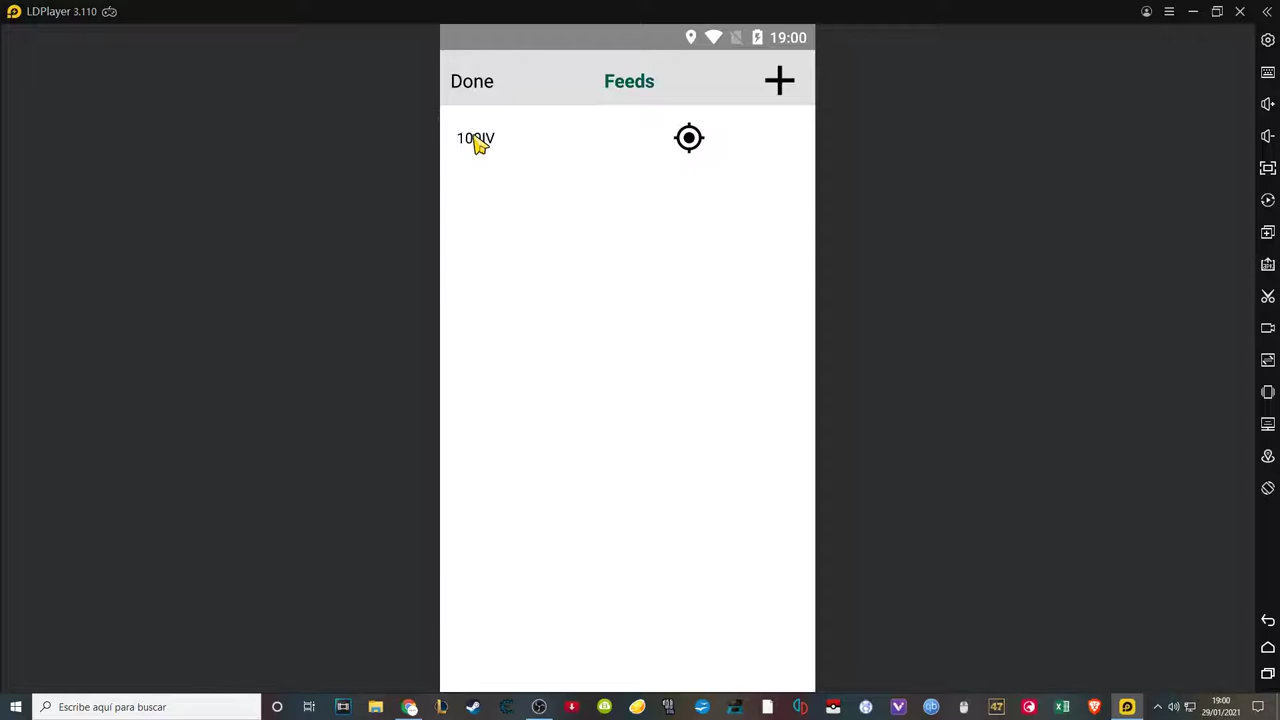 LDPlayer 3.110
19:00
Done Feeds
100IV
Escribe aquí para buscar
47
19:00
29/01/2021